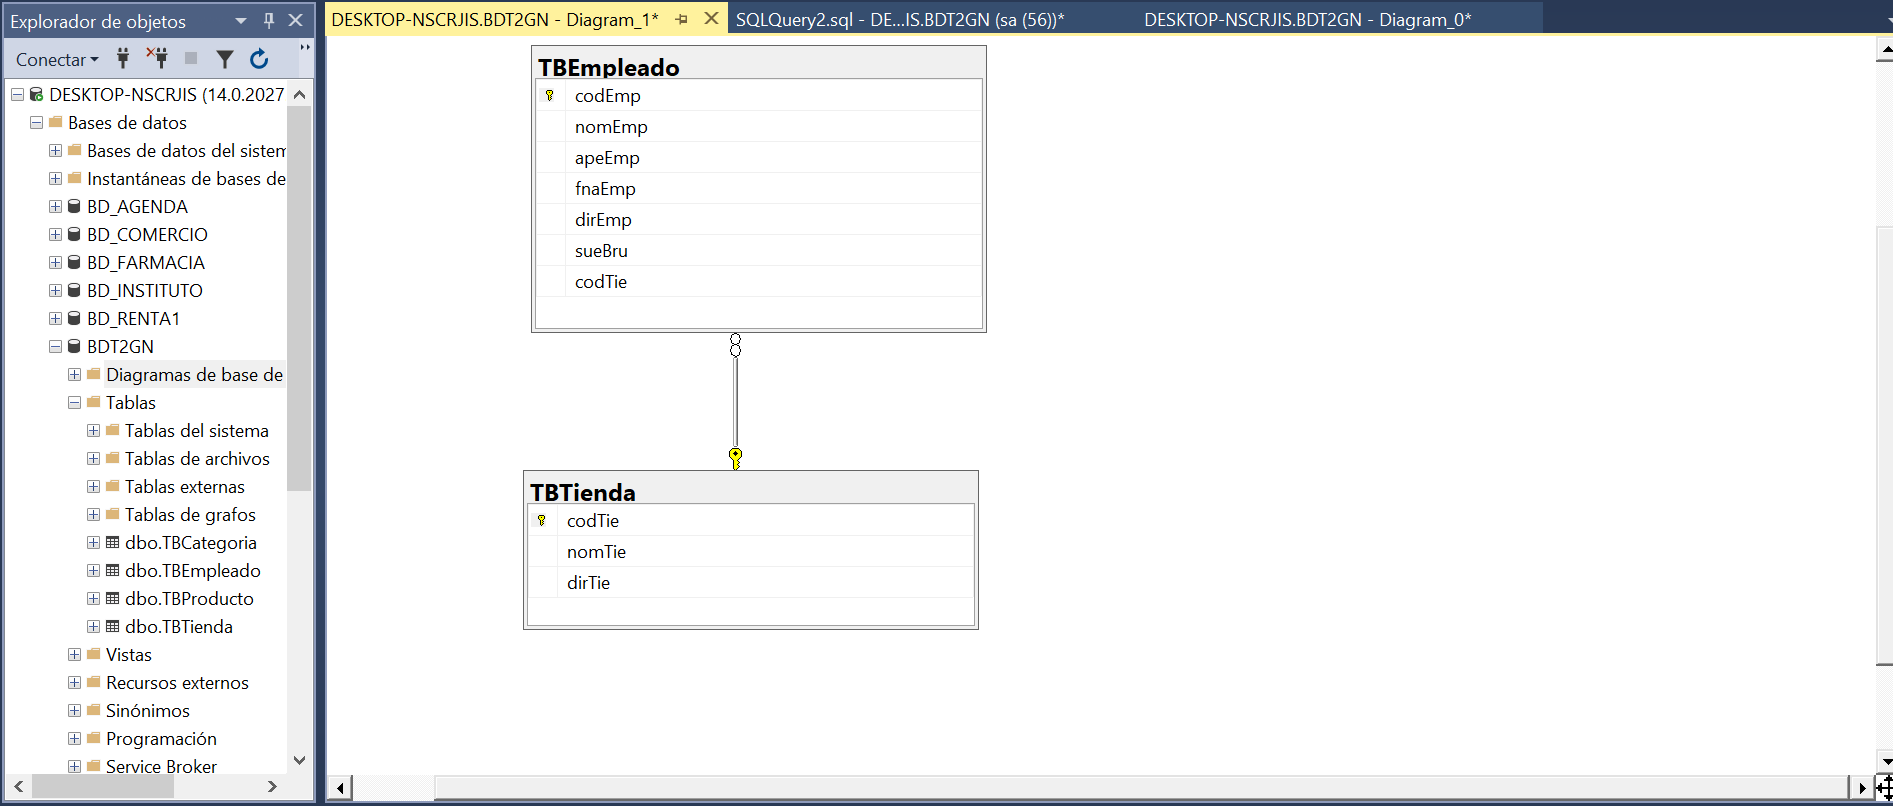 Explorador de objetos
Conectar
DESKTOP-NSCRJIS (14.0.2027
Bases de datos
Bases de datos del sistem
Instantáneas de bases de
BD_AGENDA
BD_COMERCIO
BD_FARMACIA
BD_INSTITUTO
BD_RENTA1
BDT2GN
Diagramas de base de
Tablas
Tablas del sistema
Tablas de archivos
Tablas externas
Tablas de grafos
dbo.TBCategoria
dbo.TBEmpleado
dbo.TBProducto
dbo.TBTienda
Vistas
Recursos externos
Sinónimos
Programación
Service Broker
DESKTOP-NSCRJIS.BDT2GN - Diagram_1*
SQLQuery2.sql - DE...IS.BDT2GN (sa (56))*
DESKTOP-NSCRJIS.BDT2GN - Diagram_0*
TBEmpleado
codEmp
nomEmp
apeEmp
fnaEmp
dirEmp
sueBru
codTie
TBTienda
codTie
nomTie
dirTie